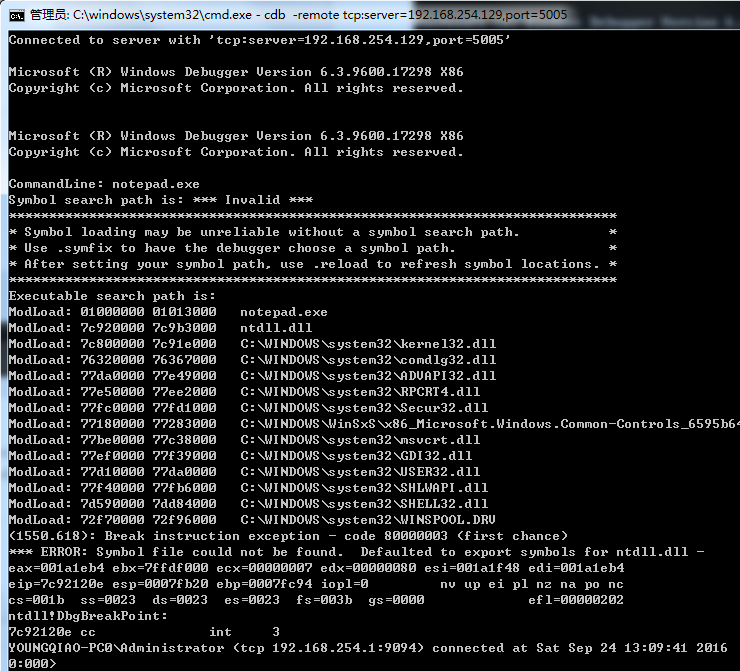 管理员: C:\windows\system32\cmd.exe - cdb  -remote tcp:server=192.168.254.129,port=5005
Connected to server with 'tcp:server=192.168.254.129,port=5005'
Microsoft (R) Windows Debugger Version 6.3.9600.17298 X86
Copyright (c) Microsoft Corporation. All rights reserved.
Microsoft (R) Windows Debugger Version 6.3.9600.17298 X86
Copyright (c) Microsoft Corporation. All rights reserved.
CommandLine: notepad.exe
Symbol search path is: *** Invalid ***
****************************************************************************
* Symbol loading may be unreliable without a symbol search path.           *
* Use .symfix to have the debugger choose a symbol path.                   *
* After setting your symbol path, use .reload to refresh symbol locations. *
****************************************************************************
Executable search path is:
ModLoad: 01000000 01013000   notepad.exe
ModLoad: 7c920000 7c9b3000   ntdll.dll
ModLoad: 7c800000 7c91e000   C:\WINDOWS\system32\kernel32.dll
ModLoad: 76320000 76367000   C:\WINDOWS\system32\comdlg32.dll
ModLoad: 77da0000 77e49000   C:\WINDOWS\system32\ADVAPI32.dll
ModLoad: 77e50000 77ee2000   C:\WINDOWS\system32\RPCRT4.dll
ModLoad: 77fc0000 77fd1000   C:\WINDOWS\system32\Secur32.dll
ModLoad: 77180000 77283000   C:\WINDOWS\WinSxS\x86_Microsoft.Windows.Common-Controls_6595b64
ModLoad: 77be0000 77c38000   C:\WINDOWS\system32\msvcrt.dll
ModLoad: 77ef0000 77f39000   C:\WINDOWS\system32\GDI32.dll
ModLoad: 77d10000 77da0000   C:\WINDOWS\system32\USER32.dll
ModLoad: 77f40000 77fb6000   C:\WINDOWS\system32\SHLWAPI.dll
ModLoad: 7d590000 7dd84000   C:\WINDOWS\system32\SHELL32.dll
ModLoad: 72f70000 72f96000   C:\WINDOWS\system32\WINSPOOL.DRV
(1550.618): Break instruction exception - code 80000003 (first chance)
*** ERROR: Symbol file could not be found.  Defaulted to export symbols for ntdll.dll -
eax=001a1eb4 ebx=7ffdf000 ecx=00000007 edx=00000080 esi=001a1f48 edi=001a1eb4
eip=7c92120e esp=0007fb20 ebp=0007fc94 iopl=0         nv up ei pl nz na po nc
cs=001b  ss=0023  ds=0023  es=0023  fs=003b  gs=0000             efl=00000202
ntdll!DbgBreakPoint:
7c92120e cc              int     3
YOUNGQIAO-PC0\Administrator (tcp 192.168.254.1:9094) connected at Sat Sep 24 13:09:41 2016
0:000>